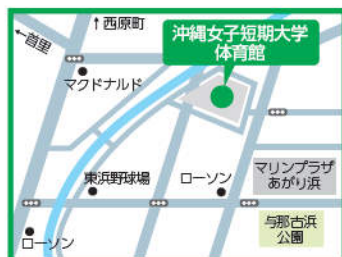 ↑西原町
←首里
沖縄女子短期大学
体育館
マクドナルド
東浜野球場
ローソン
マリンプラザ
あがり浜
与那古浜
公園
ローソン